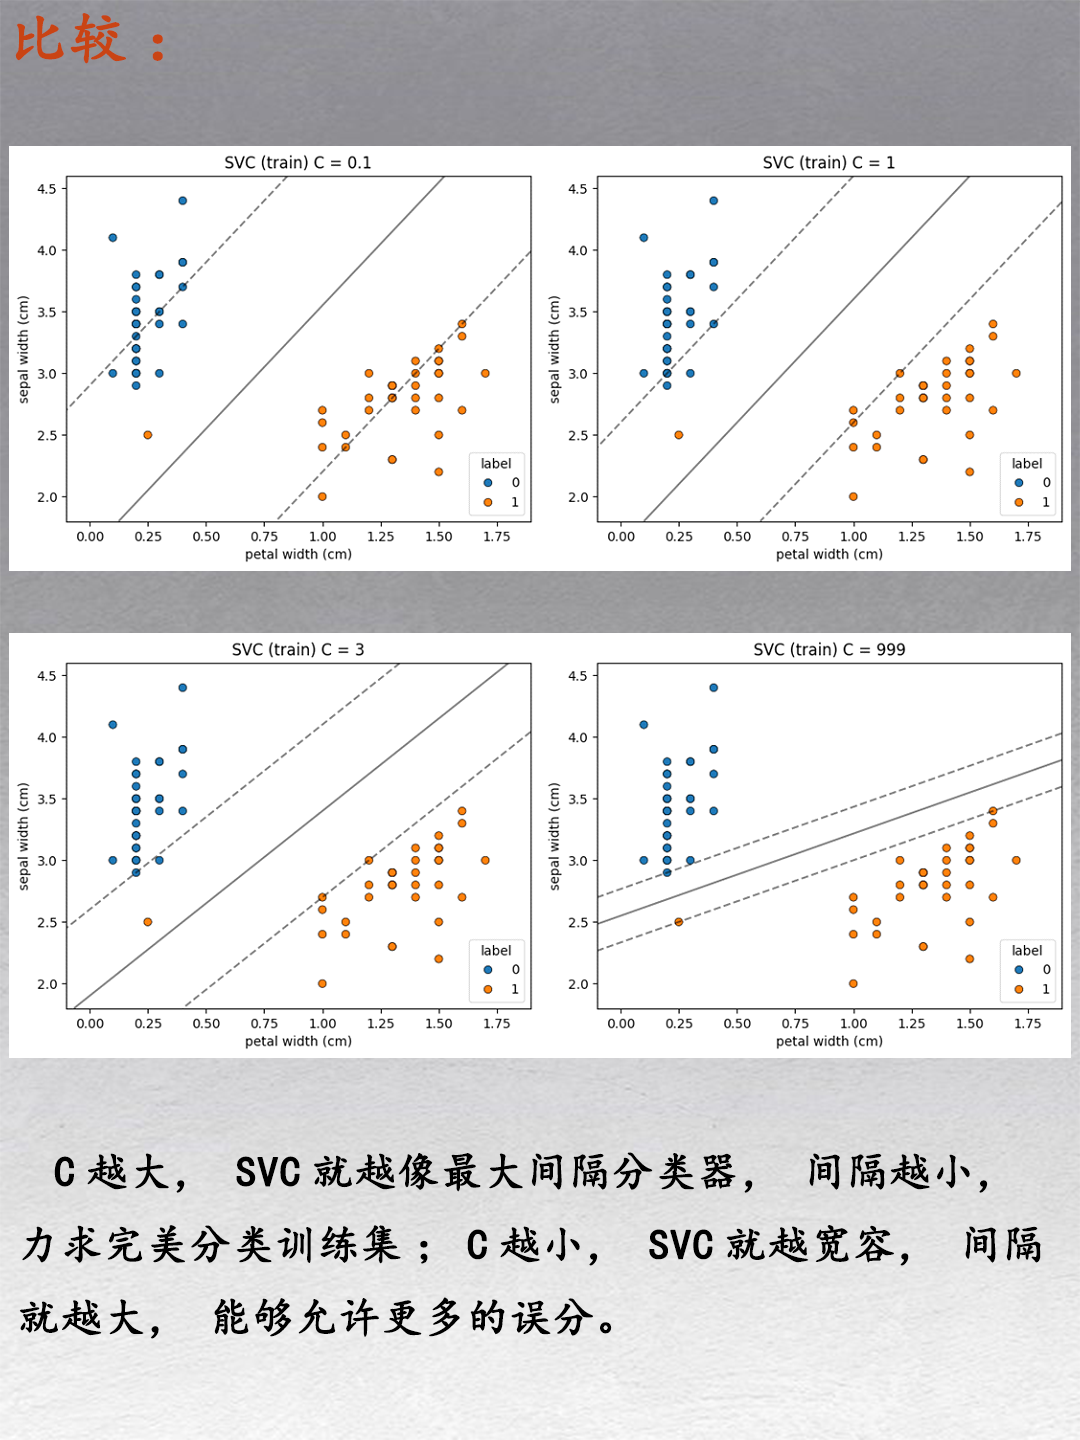 比较：
SVC (train) C = 0.1
4.5
4.0
3.5
3.0
2.5
2.0
sepal width (cm)
0.00 0.25 0.50 0.75 1.00 1.25 1.50 1.75
petal width (cm)
label
0
1
SVC (train) C = 1
4.5
4.0
3.5
3.0
2.5
2.0
sepal width (cm)
0.00 0.25 0.50 0.75 1.00 1.25 1.50 1.75
petal width (cm)
label
0
1
SVC (train) C = 3
4.5
4.0
3.5
3.0
2.5
2.0
sepal width (cm)
0.00 0.25 0.50 0.75 1.00 1.25 1.50 1.75
petal width (cm)
label
0
1
SVC (train) C = 999
4.5
4.0
3.5
3.0
2.5
2.0
sepal width (cm)
0.00 0.25 0.50 0.75 1.00 1.25 1.50 1.75
petal width (cm)
label
0
1
C越大， SVC就越像最大间隔分类器， 间隔越小，
力求完美分类训练集；C越小， SVC就越宽容， 间隔
就越大， 能够允许更多的误分。